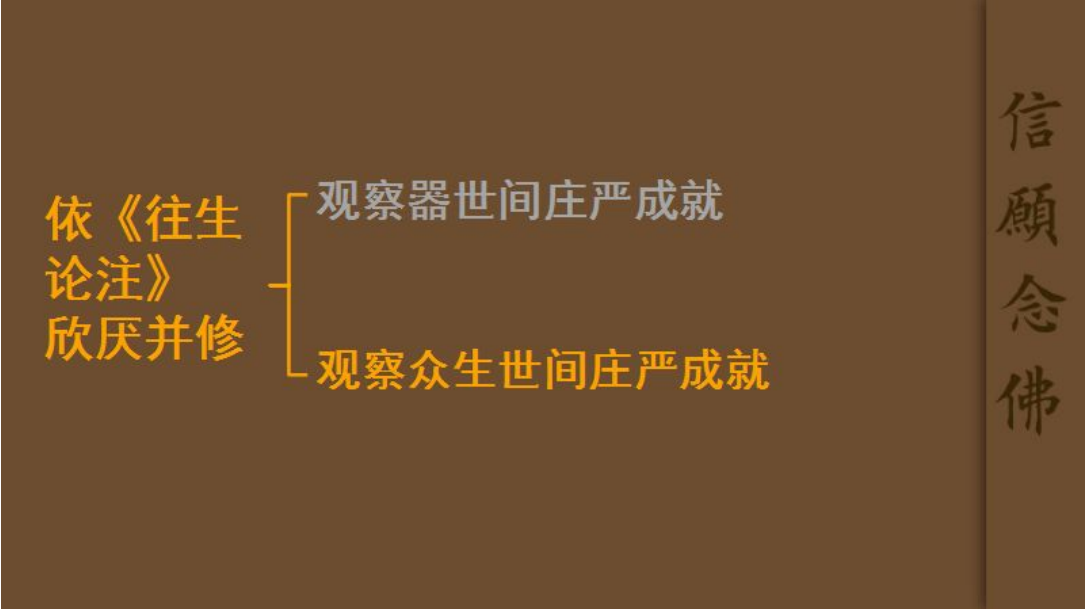 依《往生
论注》
欣厌并修
观察器世间庄严成就
观察众生世间庄严成就
信願念佛